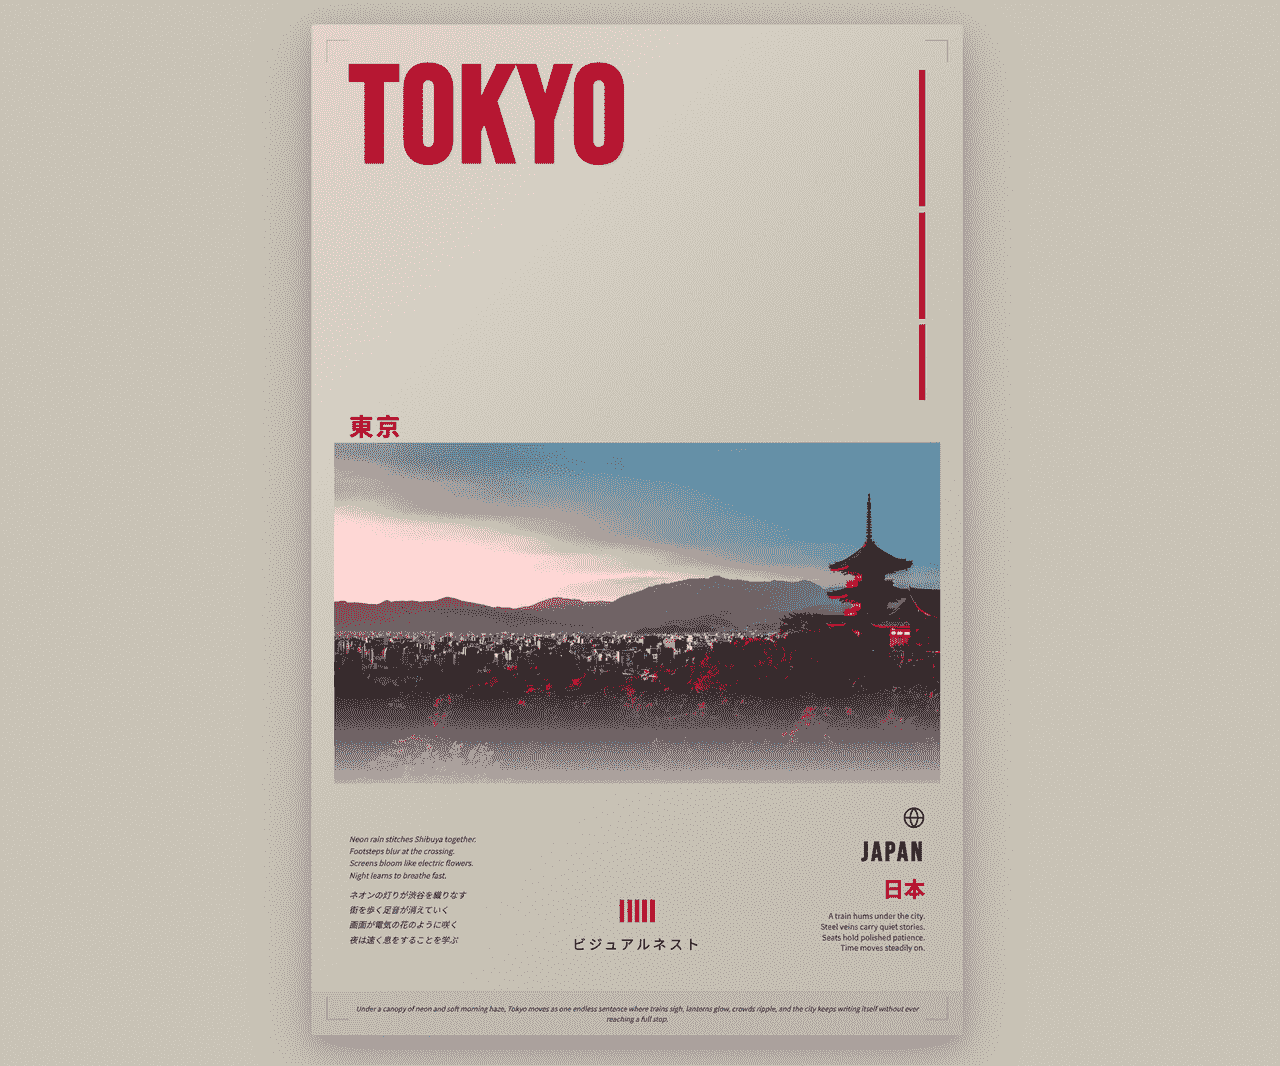 TOKYO
東京
Neon rain stitches Shibuya together.
Footsteps blur at the crossing.
Screens bloom like electric flowers.
Night learns to breathe fast.
ネオンの灯りが渋谷を織りなす
街を歩く足音が消えていく
画面が電気の花のように咲く
夜は速く息をすることを学ぶ
ビジュアルネスト
JAPAN
日本
A train hums under the city.
Steel veins carry quiet stories.
Seats hold polished patience.
Time moves steadily on.
Under a canopy of neon and soft morning haze, Tokyo moves as one endless sentence where trains sigh, lanterns glow, crowds ripple, and the city keeps writing itself without ever
reaching a full stop.